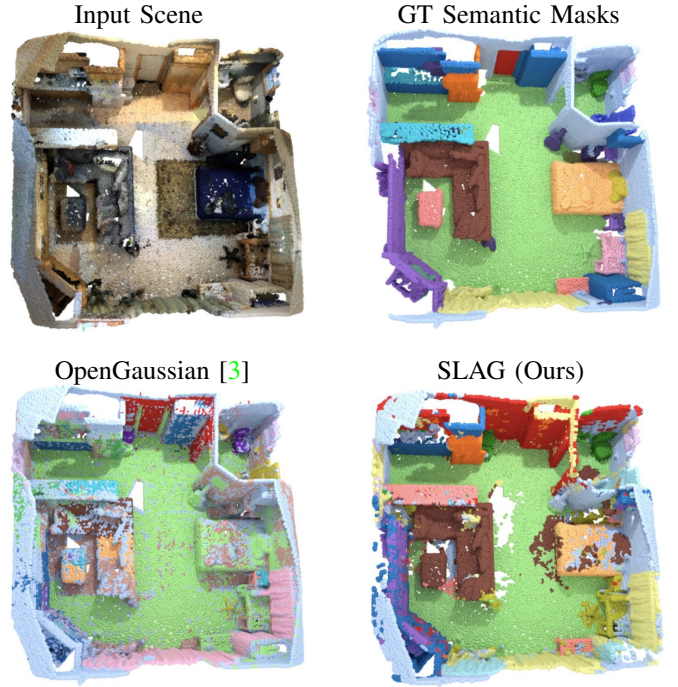 Input Scene
GT Semantic Masks
OpenGaussian [3]
SLAG (Ours)